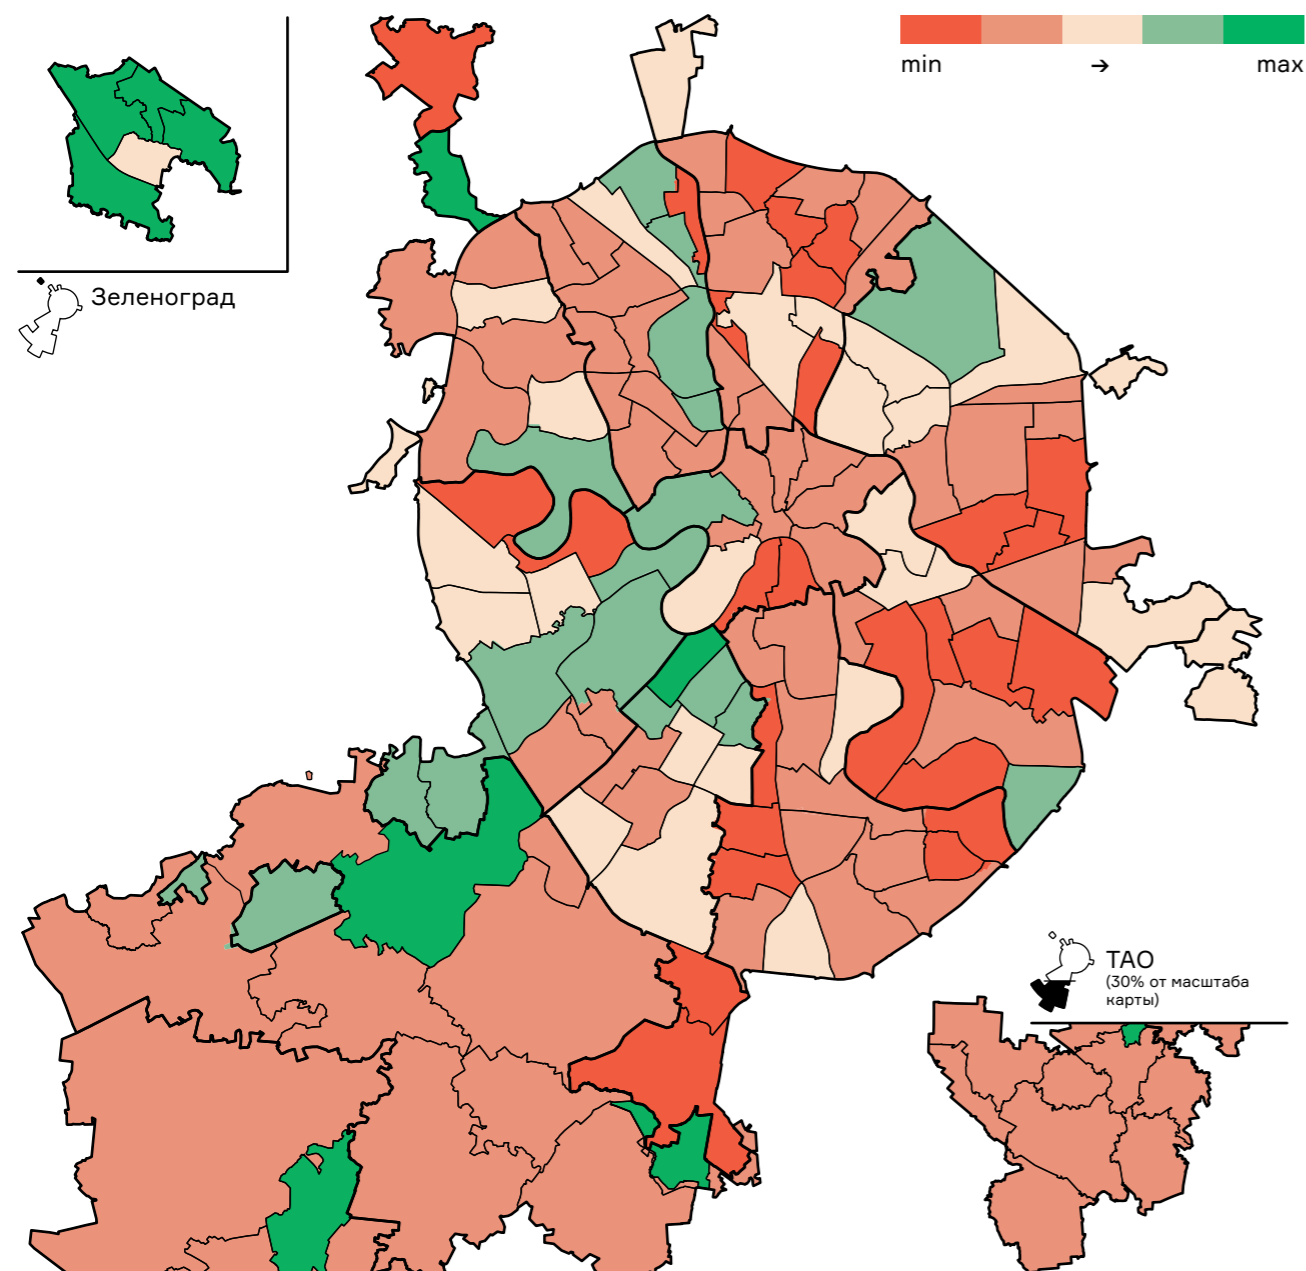 min → max
Зеленоград
ТАО
(30% от масштаба
карты)